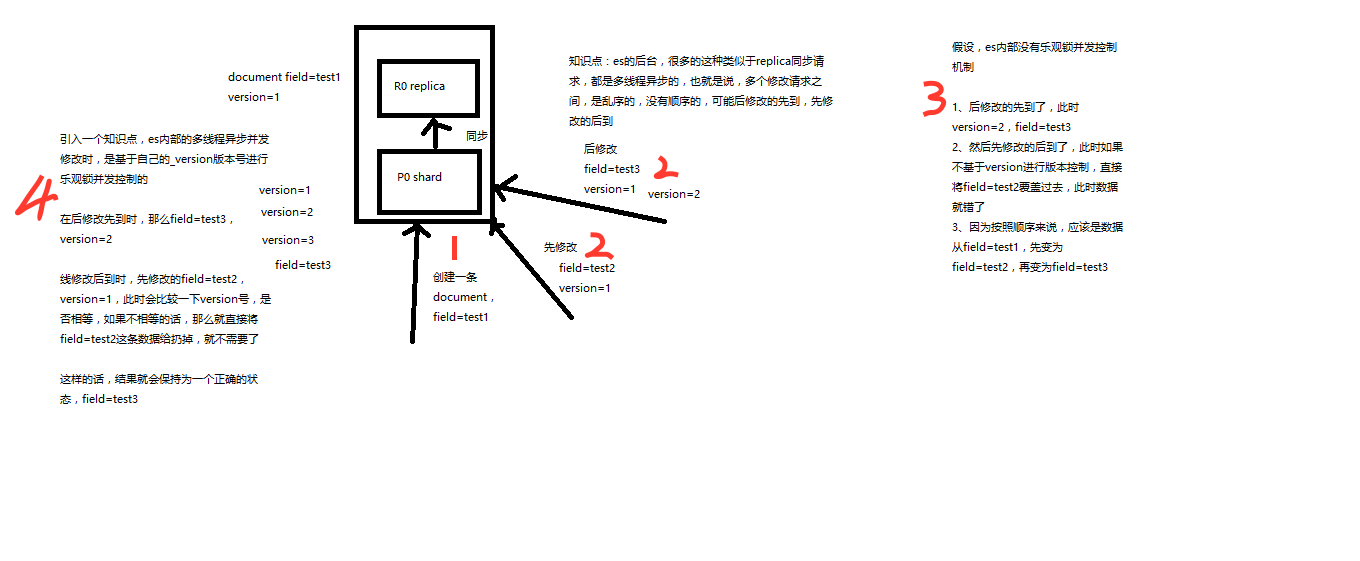 document field=test1
version=1
引入一个知识点，es内部的多线程异步并发
修改时，是基于自己的_version版本号进行
乐观锁并发控制的
4
在后修改先到时，那么field=test3，
version=2
线修改后到时，先修改的field=test2，
version=1，此时会比较一下version号，是
否相等，如果不相等的话，那么就直接将
field=test2这条数据给扔掉，就不需要了
这样的话，结果就会保持为一个正确的状
态，field=test3
version=1
version=2
version=3
field=test3
R0 replica
同步
P0 shard
1
创建一条
document，
field=test1
知识点：es的后台，很多的这种类似于replica同步请
求，都是多线程异步的，也就是说，多个修改请求之
间，是乱序的，没有顺序的，可能后修改的先到，先修
改的后到
后修改
field=test3
version=1
2
version=2
先修改
2
field=test2
version=1
假设，es内部没有乐观锁并发控制
机制
3
1、后修改的先到了，此时
version=2，field=test3
2、然后先修改的后到了，此时如果
不基于version进行版本控制，直接
将field=test2覆盖过去，此时数据
就错了
3、因为按照顺序来说，应该是数据
从field=test1，先变为
field=test2，再变为field=test3